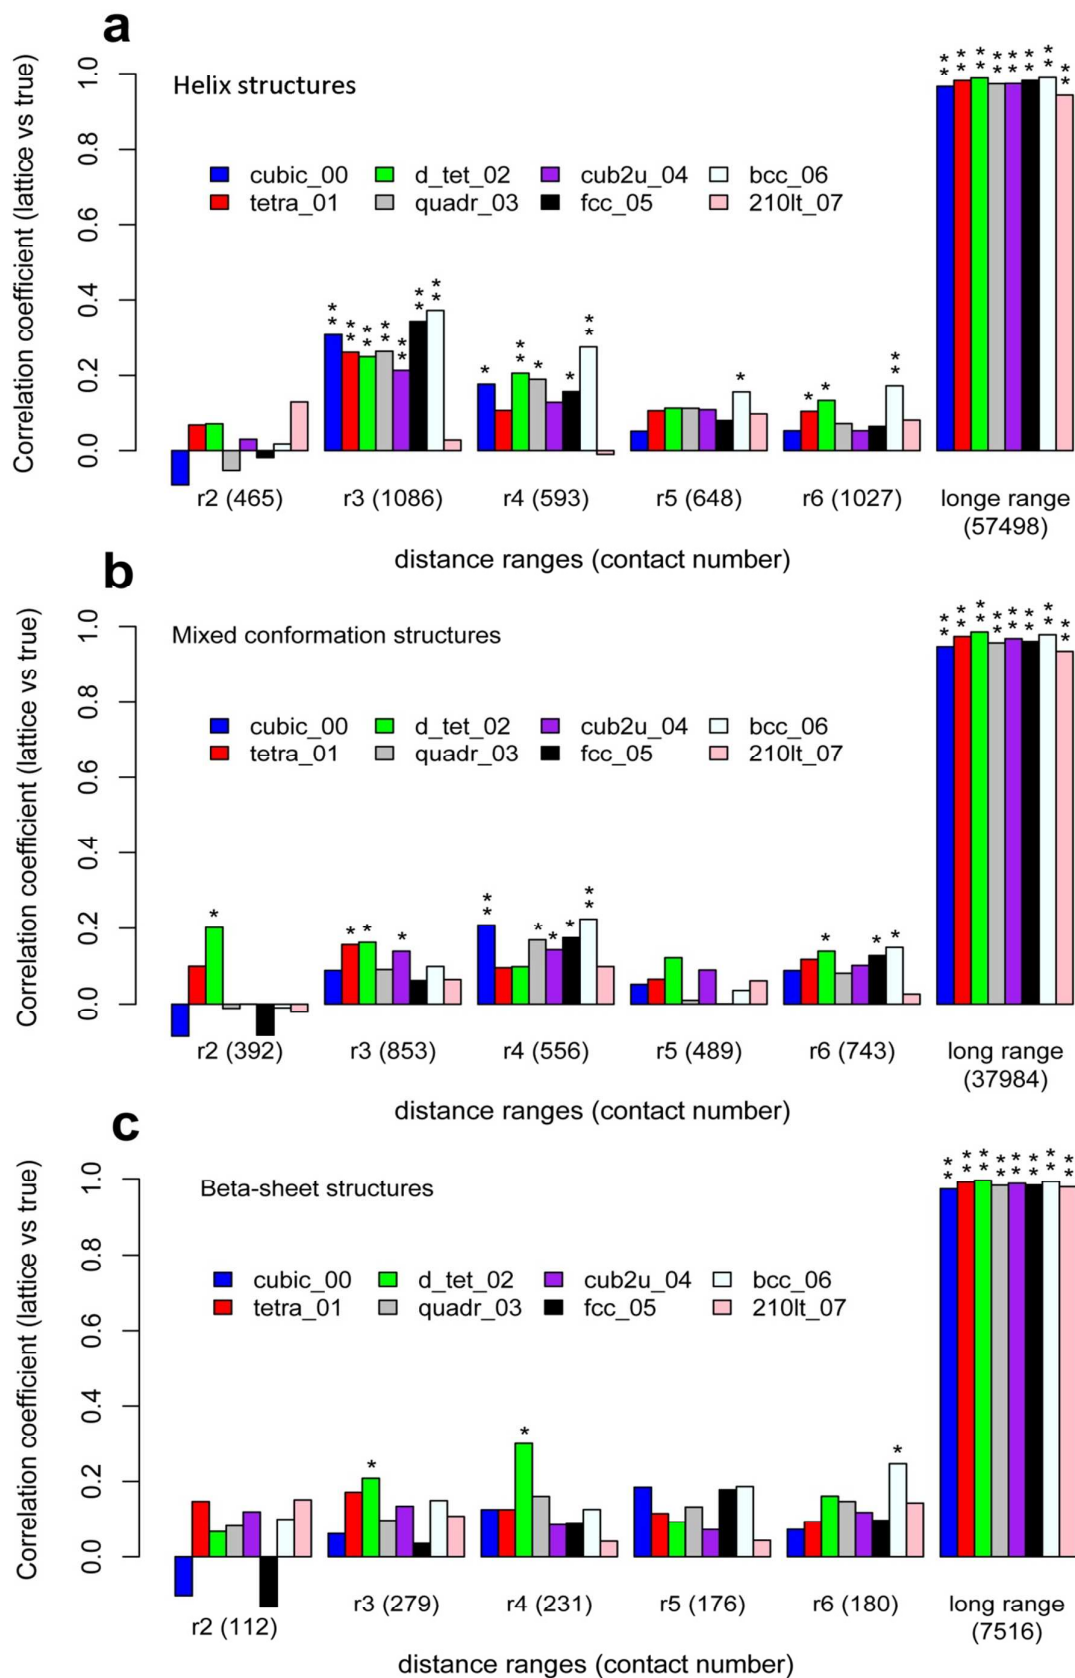 a
Correlation coefficient (lattice vs true)
1.0
0.8
0.6
0.4
0.2
0.0
Helix structures
cubic_00 d_tet_02 cub2u_04 bcc_06
tetra_01 quadr_03 fcc_05 210lt_07
* * * * * * * * * * * * * * * *
* * * * * * * * * * * * * *
* * * * * * * *
*
* * * *
r2 (465) r3 (1086) r4 (593) r5 (648) r6 (1027) longe range
(57498)
distance ranges (contact number)
b
Correlation coefficient (lattice vs true)
1.0
0.8
0.6
0.4
0.2
0.0
Mixed conformation structures
cubic_00 d_tet_02 cub2u_04 bcc_06
tetra_01 quadr_03 fcc_05 210lt_07
* * * * * * * * * * * * * * * *
*
* * *
* * * * * * *
* * *
r2 (392) r3 (853) r4 (556) r5 (489) r6 (743) long range
(37984)
distance ranges (contact number)
c
Correlation coefficient (lattice vs true)
1.0
0.8
0.6
0.4
0.2
0.0
Beta-sheet structures
cubic_00 d_tet_02 cub2u_04 bcc_06
tetra_01 quadr_03 fcc_05 210lt_07
* * * * * * * * * * * * * * * *
*
*
*
r2 (112) r3 (279) r4 (231) r5 (176) r6 (180) long range
(7516)
distance ranges (contact number)